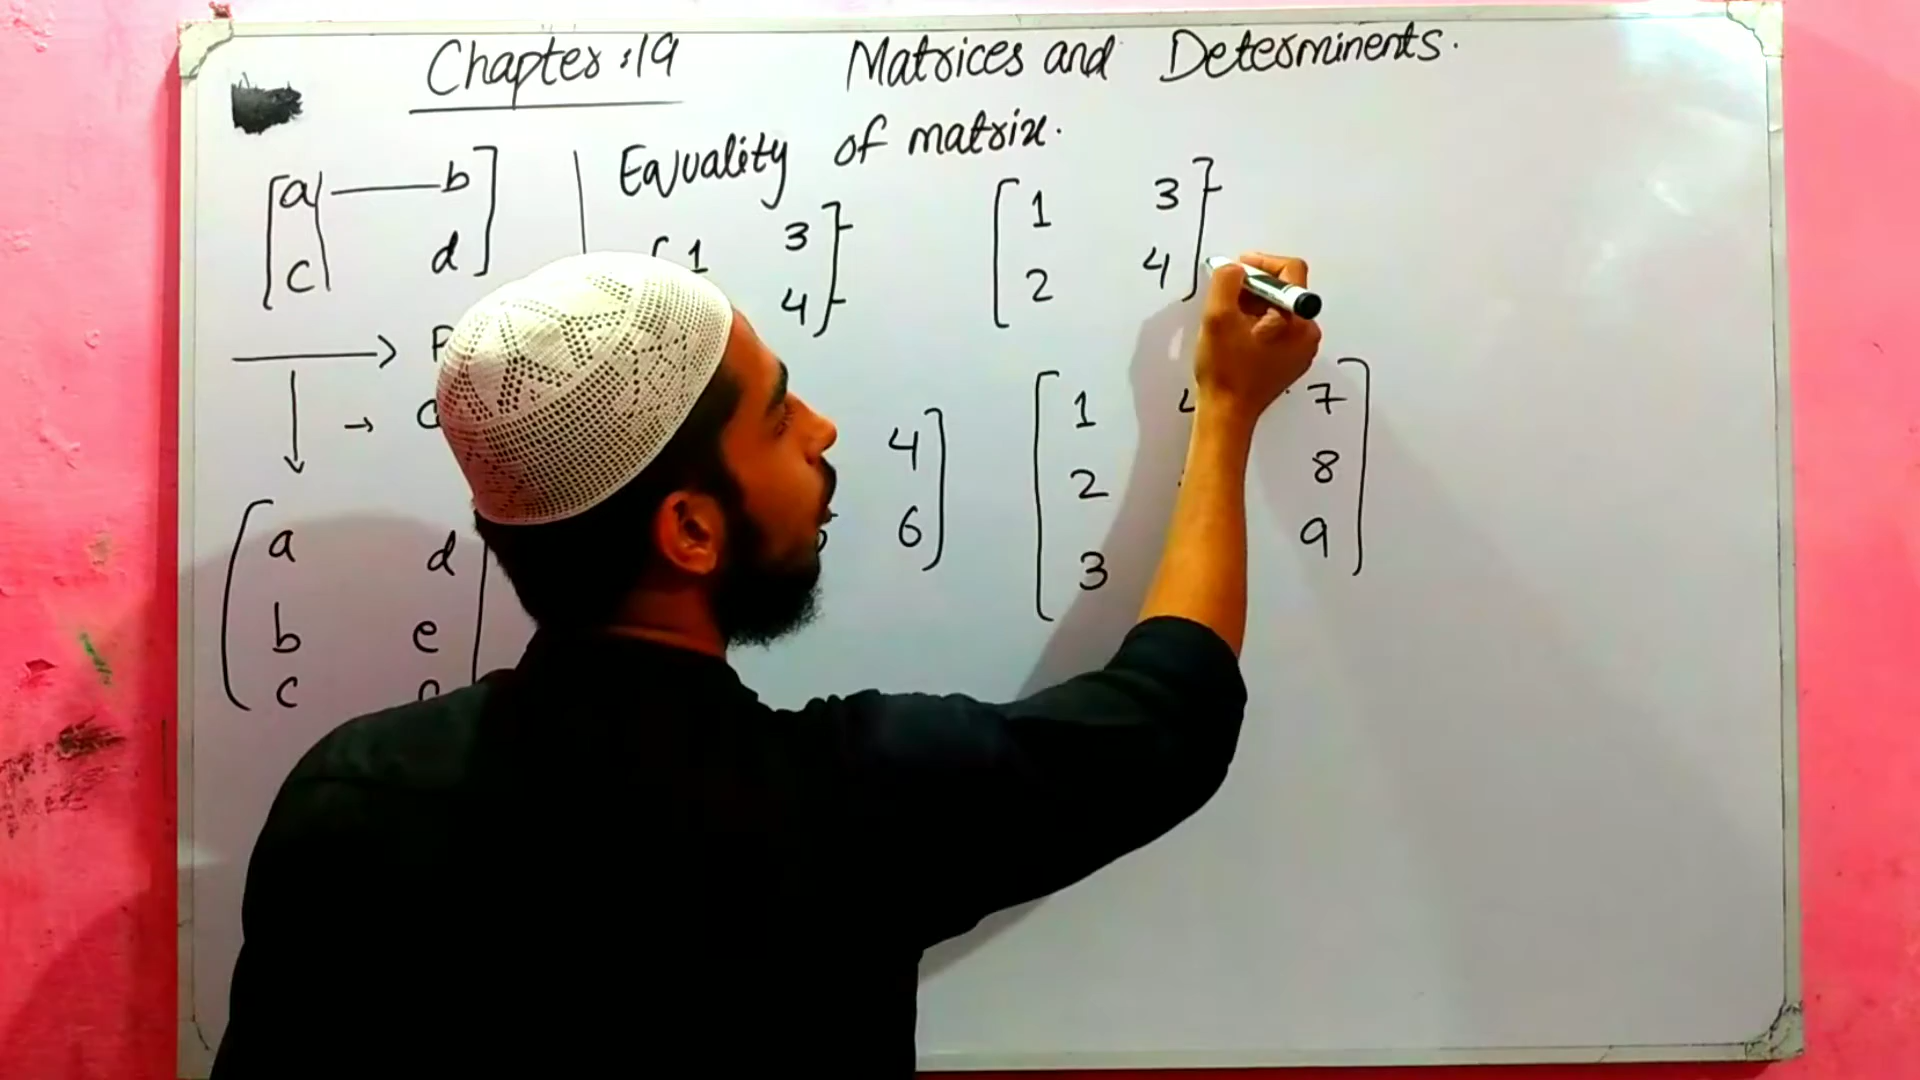 Chapter : 19 Matrices and Determinents.
Equality of matrix.
a b
c d
a d
b e
c
1 3
4
1 3
2 4
4
6
1 4 7
2 8
3 9